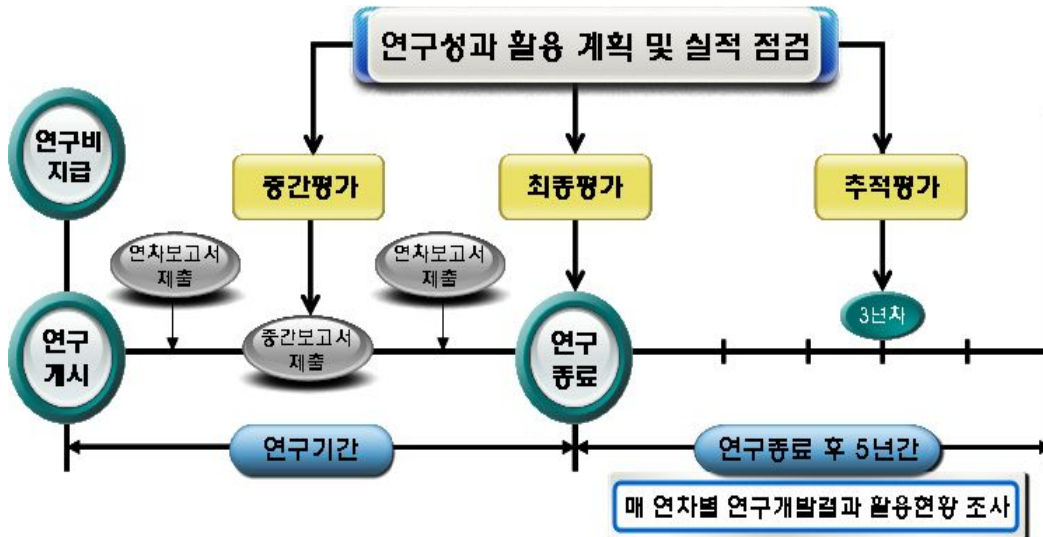 연구성과 활용 계획 및 실적 점검
연구비
지급
중간평가
최종평가
추적평가
연차보고서
제출
연차보고서
제출
3년차
연구
개시
중간보고서
제출
연구
종료
연구기간
연구종료 후 5년간
매 연차별 연구개발결과 활용현황 조사